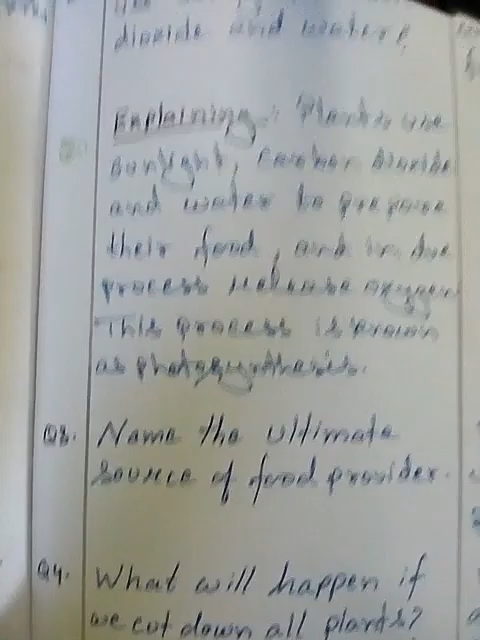 dioxide and water,
Explaining : Plants use
sunlight, carbon dioxide
and water to prepare
their food, and in the
process release oxygen
This process is known
as photosynthesis.
Q3. Name the ultimate
source of food provider.
Q4. What will happen if
we cut down all plants?